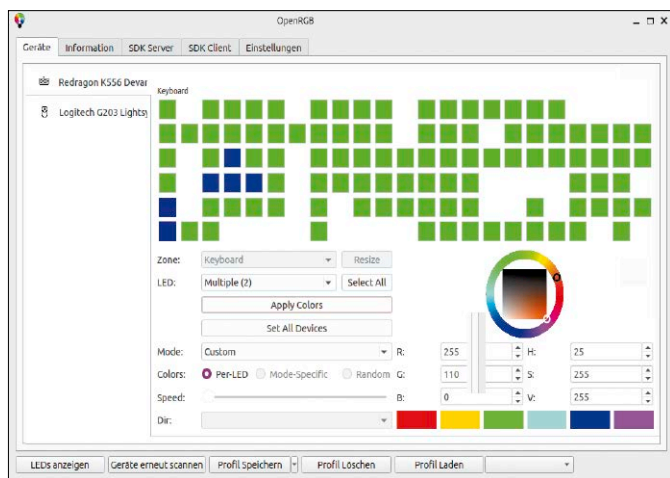 OpenRGB
Geräte Information SDK Server SDK Client Einstellungen
Redragon K556 Devar
Logitech G203 Lightsy
Keyboard
Zone: Keyboard Resize
LED: Multiple (2) Select All
Apply Colors
Set All Devices
Mode: Custom R: 255 H: 25
Colors: Per-LED Mode-Specific Random G: 110 S: 255
Speed: B: 0 V: 255
Dir:
LEDs anzeigen Geräte erneut scannen Profil Speichern Profil Löschen Profil Laden